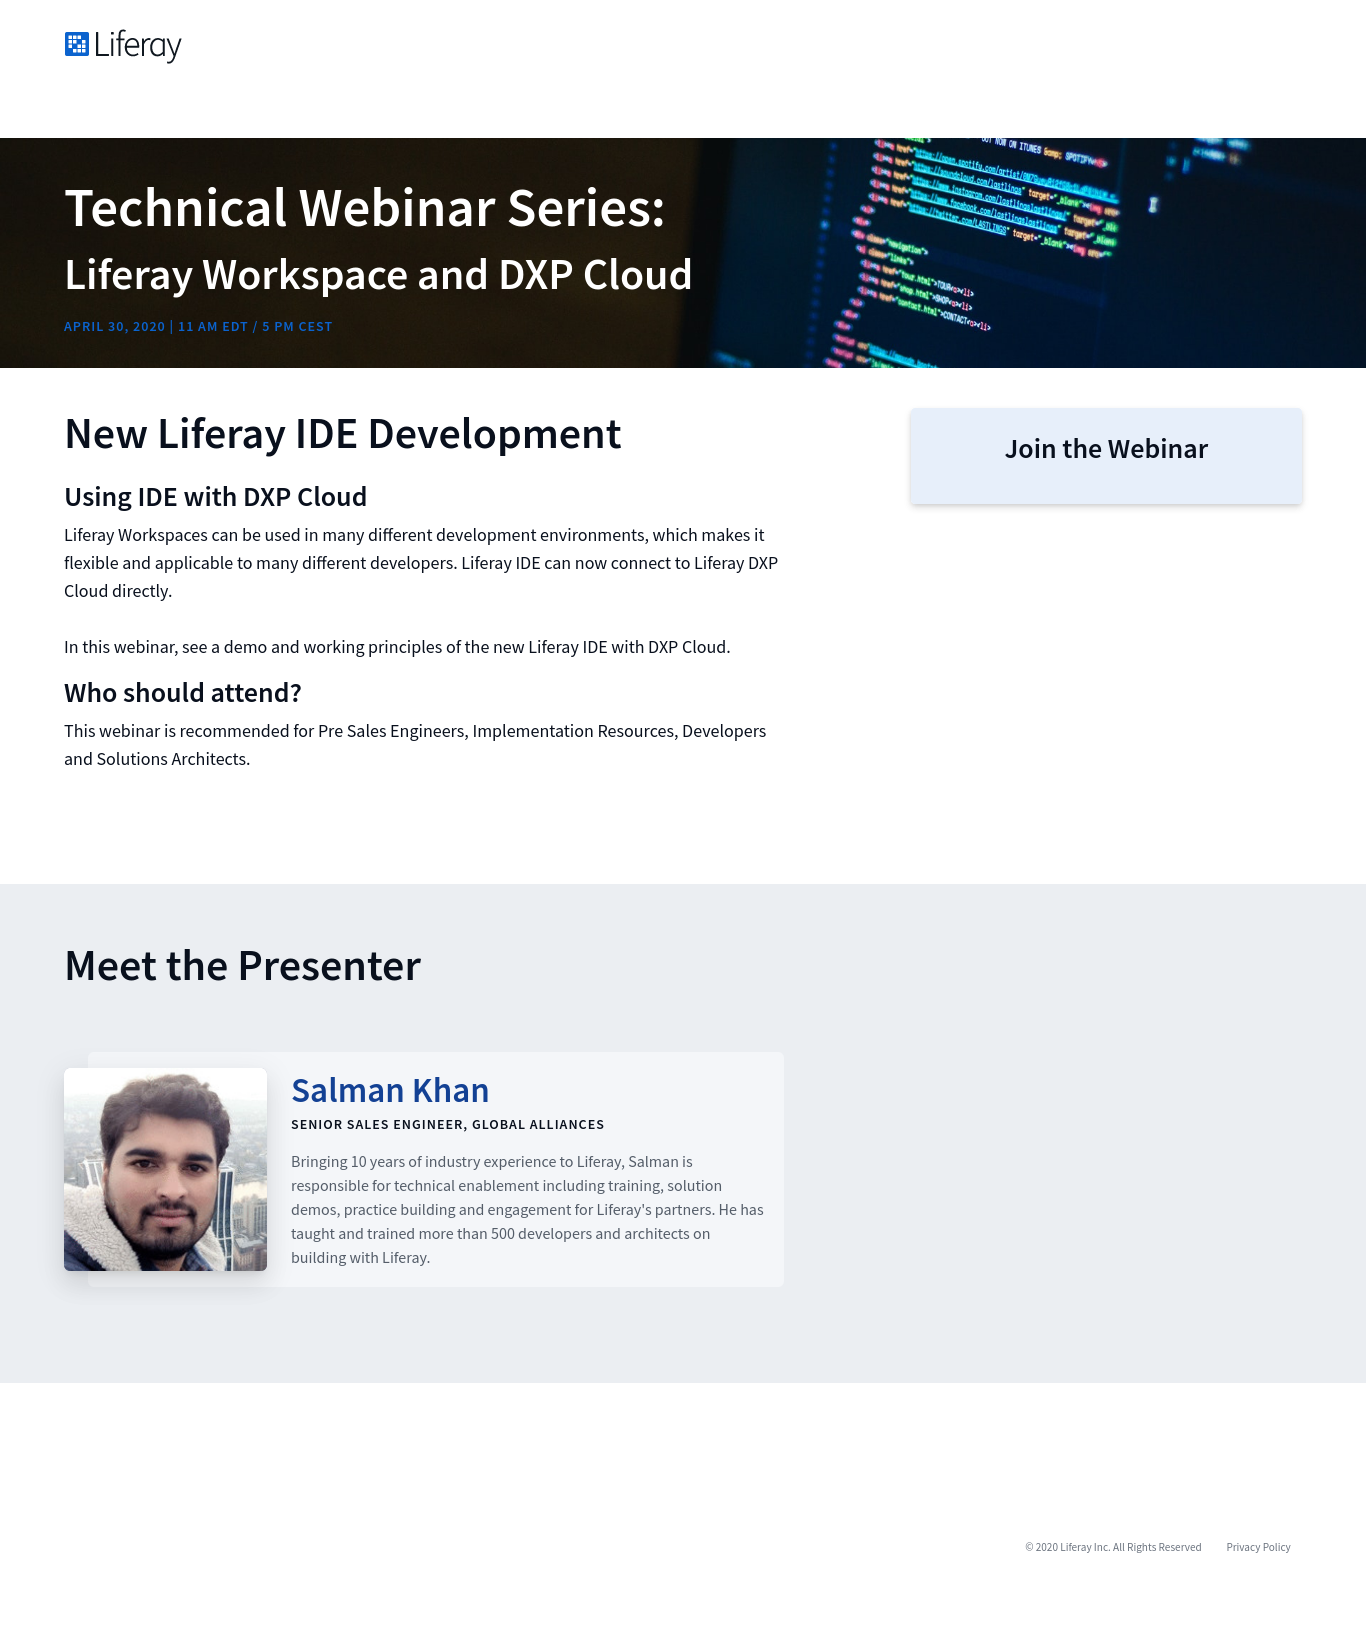 Liferay
Technical Webinar Series:
Liferay Workspace and DXP Cloud
APRIL 30, 2020 | 11 AM EDT / 5 PM CEST
New Liferay IDE Development
Join the Webinar
Using IDE with DXP Cloud
Liferay Workspaces can be used in many different development environments, which makes it
flexible and applicable to many different developers. Liferay IDE can now connect to Liferay DXP
Cloud directly.
In this webinar, see a demo and working principles of the new Liferay IDE with DXP Cloud.
Who should attend?
This webinar is recommended for Pre Sales Engineers, Implementation Resources, Developers
and Solutions Architects.
Meet the Presenter
Salman Khan
SENIOR SALES ENGINEER, GLOBAL ALLIANCES
Bringing 10 years of industry experience to Liferay, Salman is
responsible for technical enablement including training, solution
demos, practice building and engagement for Liferay's partners. He has
taught and trained more than 500 developers and architects on
building with Liferay.
© 2020 Liferay Inc. All Rights Reserved
Privacy Policy